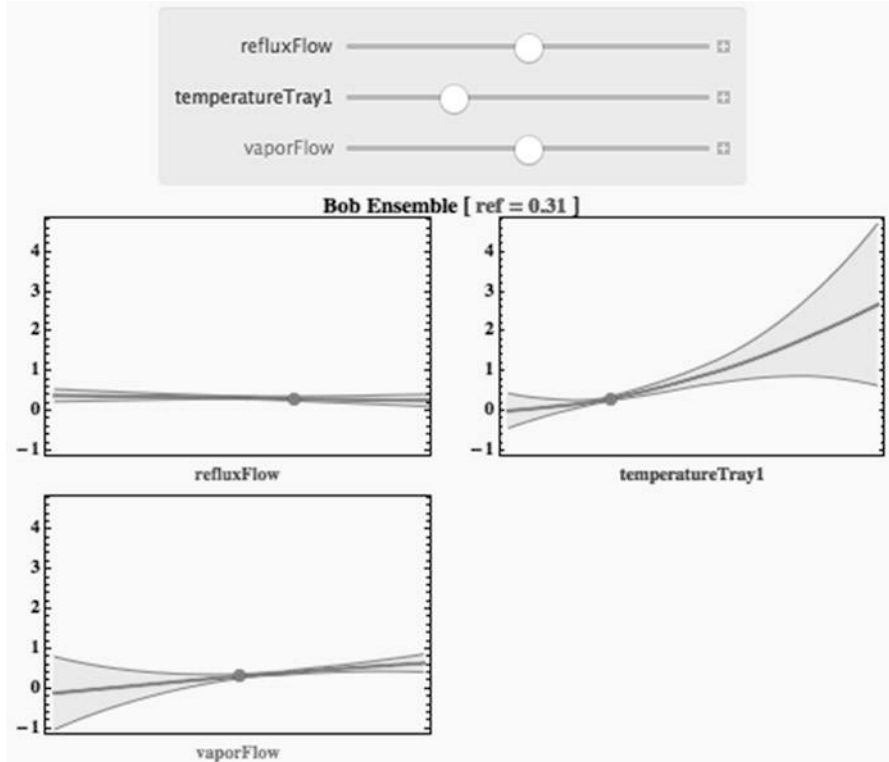 refluxFlow
temperatureTray1
vaporFlow
Bob Ensemble [ ref = 0.31 ]
4
3
2
1
0
−1
refluxFlow
4
3
2
1
0
−1
temperatureTray1
4
3
2
1
0
−1
vaporFlow